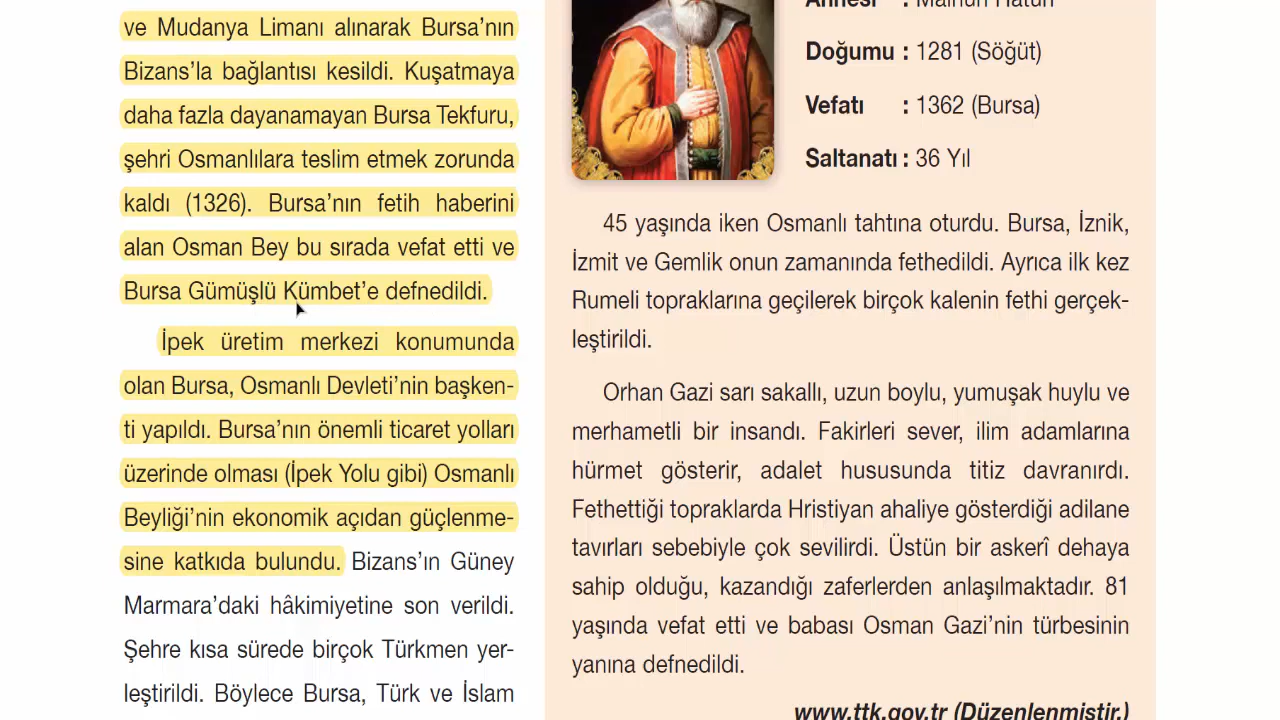 ve Mudanya Limanı alınarak Bursa’nın
Bizans’la bağlantısı kesildi. Kuşatmaya
daha fazla dayanamayan Bursa Tekfuru,
şehri Osmanlılara teslim etmek zorunda
kaldı (1326). Bursa’nın fetih haberini
alan Osman Bey bu sırada vefat etti ve
Bursa Gümüşlü Kümbet’e defnedildi.
İpek üretim merkezi konumunda
olan Bursa, Osmanlı Devleti’nin başken-
ti yapıldı. Bursa’nın önemli ticaret yolları
üzerinde olması (İpek Yolu gibi) Osmanlı
Beyliği’nin ekonomik açıdan güçlenme-
sine katkıda bulundu. Bizans’ın Güney
Marmara’daki hâkimiyetine son verildi.
Şehre kısa sürede birçok Türkmen yer-
leştirildi. Böylece Bursa, Türk ve İslam
Annesi : Malhun Hatun
Doğumu : 1281 (Söğüt)
Vefatı : 1362 (Bursa)
Saltanatı : 36 Yıl
45 yaşında iken Osmanlı tahtına oturdu. Bursa, İznik,
İzmit ve Gemlik onun zamanında fethedildi. Ayrıca ilk kez
Rumeli topraklarına geçilerek birçok kalenin fethi gerçek-
leştirildi.
Orhan Gazi sarı sakallı, uzun boylu, yumuşak huylu ve
merhametli bir insandı. Fakirleri sever, ilim adamlarına
hürmet gösterir, adalet hususunda titiz davranırdı.
Fethettiği topraklarda Hristiyan ahaliye gösterdiği adilane
tavırları sebebiyle çok sevilirdi. Üstün bir askerî dehaya
sahip olduğu, kazandığı zaferlerden anlaşılmaktadır. 81
yaşında vefat etti ve babası Osman Gazi’nin türbesinin
yanına defnedildi.
www.ttk.gov.tr (Düzenlenmiştir.)